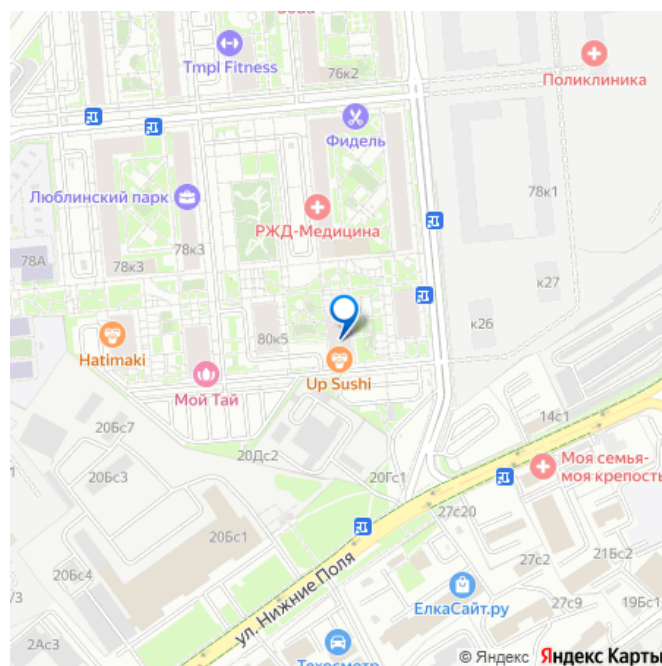 Tmpl Fitness
76к2
Поликлиника
Фидель
Люблинский парк
78к1
РЖД-Медицина
78к3
78А
78к3
к27
к26
80к5
Hatimaki
Up Sushi
Мой Тай
14с1
20Бс7
20Дс2
Моя семья-
моя крепость
20Бс3
20Гс1
27с20
20Бс1
27с2
21Бс2
20Бс4
ул. Нижние Поля
ЕлкаСайт.ру
27с9
19Бс1
/3
2Ас3
Техосмотр
© Яндекс Яндекс Карты